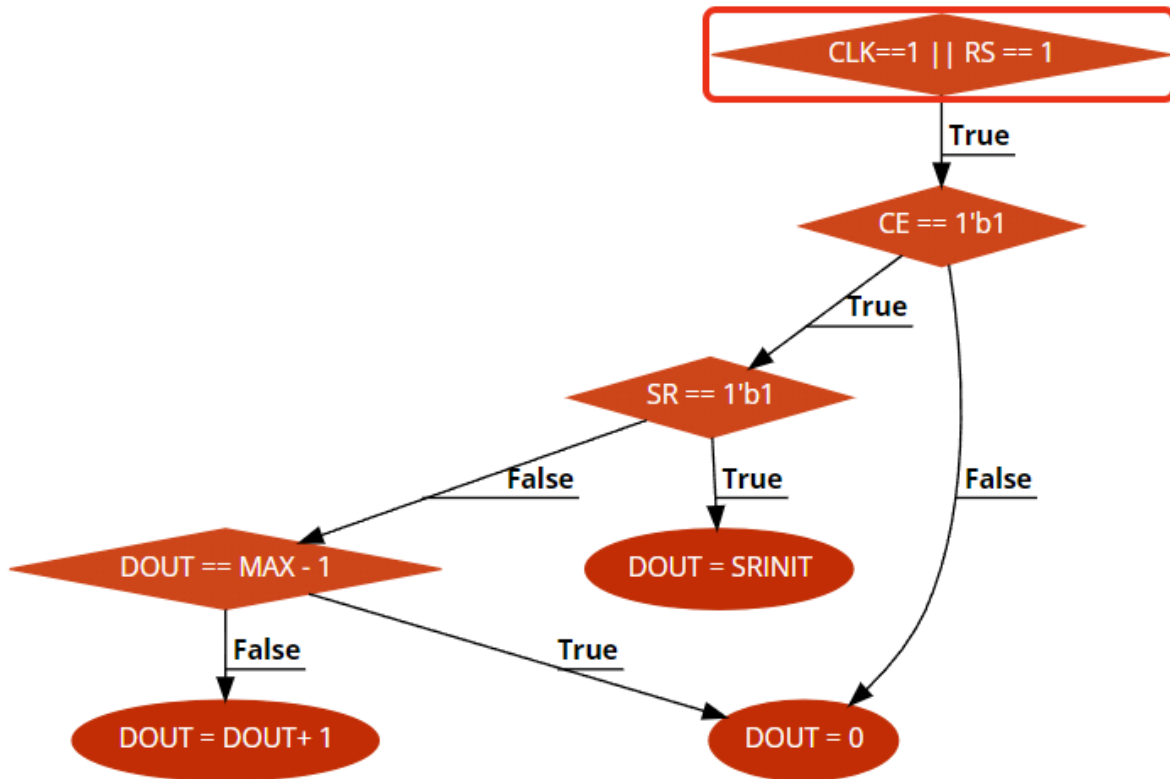 CLK==1 || RS == 1
True
CE == 1'b1
True
SR == 1'b1
False
True
False
DOUT == MAX - 1
DOUT = SRINIT
False
True
DOUT = DOUT+ 1
DOUT = 0